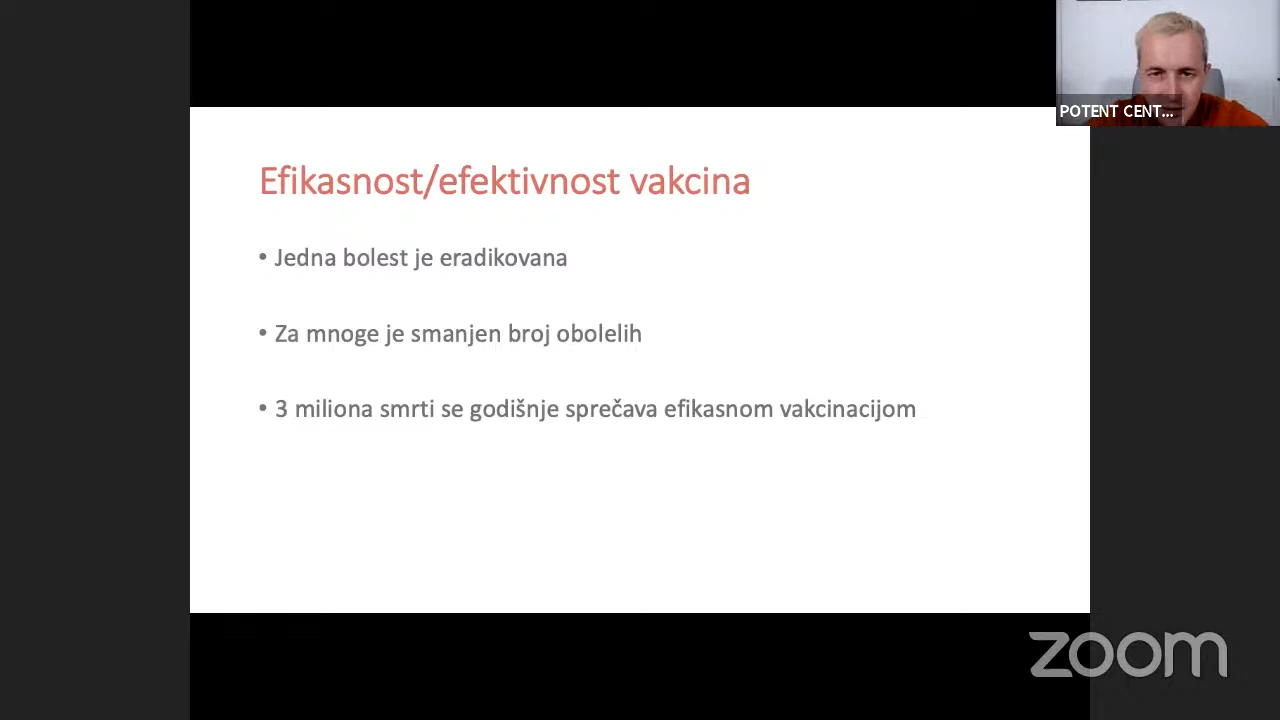 POTENT CENT...
Efikasnost/efektivnost vakcina
• Jedna bolest je eradikovana
• Za mnoge je smanjen broj obolelih
• 3 miliona smrti se godišnje sprečava efikasnom vakcinacijom
zoom